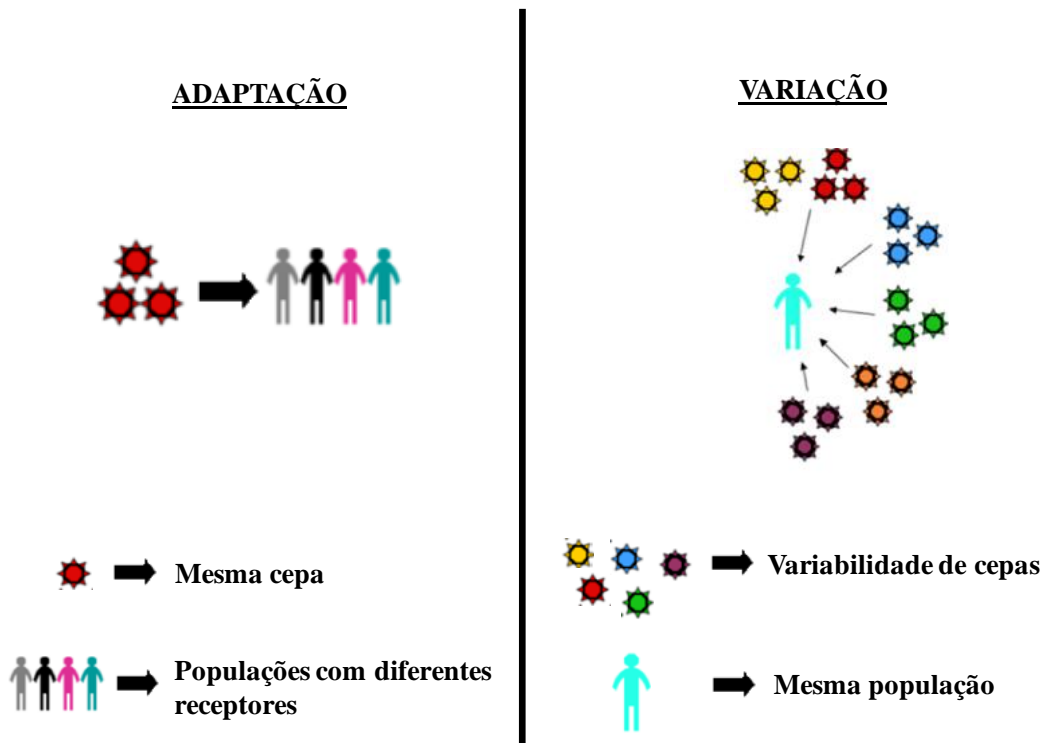 ADAPTAÇÃO
Mesma cepa
Populações com diferentes
receptores
VARIAÇÃO
Variabilidade de cepas
Mesma população